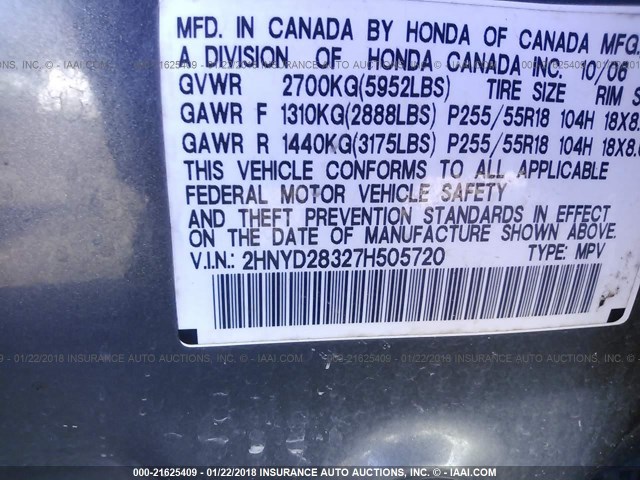 MFD. IN CANADA BY HONDA OF CANADA MFG.
A DIVISION OF HONDA CANADA INC. 10/06
GVWR 2700KG(5952LBS) TIRE SIZE RIM S
GAWR F 1310KG(2888LBS) P255/55R18 104H 18X8.
GAWR R 1440KG(3175LBS) P255/55R18 104H 18X8.0
THIS VEHICLE CONFORMS TO ALL APPLICABLE
FEDERAL MOTOR VEHICLE SAFETY
AND THEFT PREVENTION STANDARDS IN EFFECT
ON THE DATE OF MANUFACTURE SHOWN ABOVE.
V.I.N.: 2HNYD28327H505720 TYPE: MPV
000-21625409 - 01/22/2018 INSURANCE AUTO AUCTIONS, INC. - © - IAAI.COM